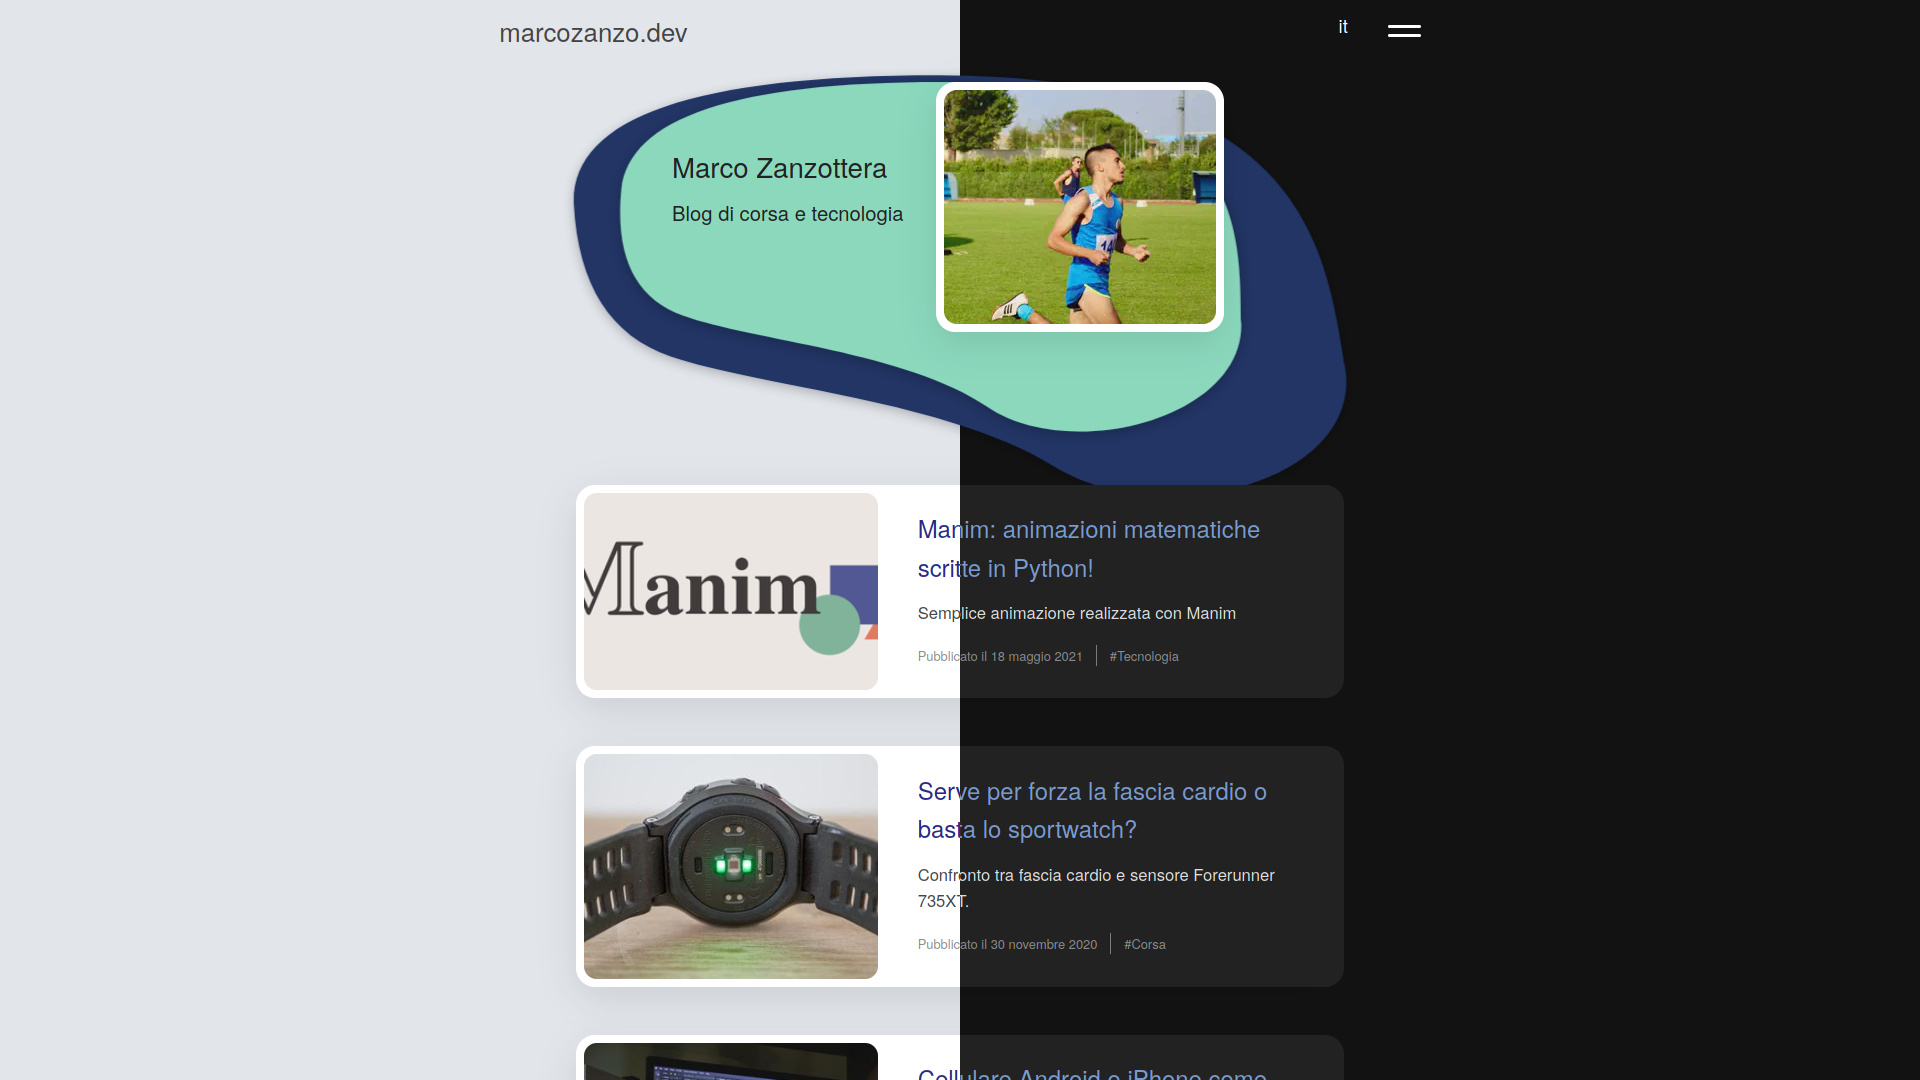 marcozanzo.dev
it
Marco Zanzottera
Blog di corsa e tecnologia
14
Manim
Manim: animazioni matematiche
scritte in Python!
Semplice animazione realizzata con Manim
Pubblicato il 18 maggio 2021
#Tecnologia
Serve per forza la fascia cardio o
basta lo sportwatch?
Confronto tra fascia cardio e sensore Forerunner
735XT.
Pubblicato il 30 novembre 2020
#Corsa
Cellulare Android o iPhone come